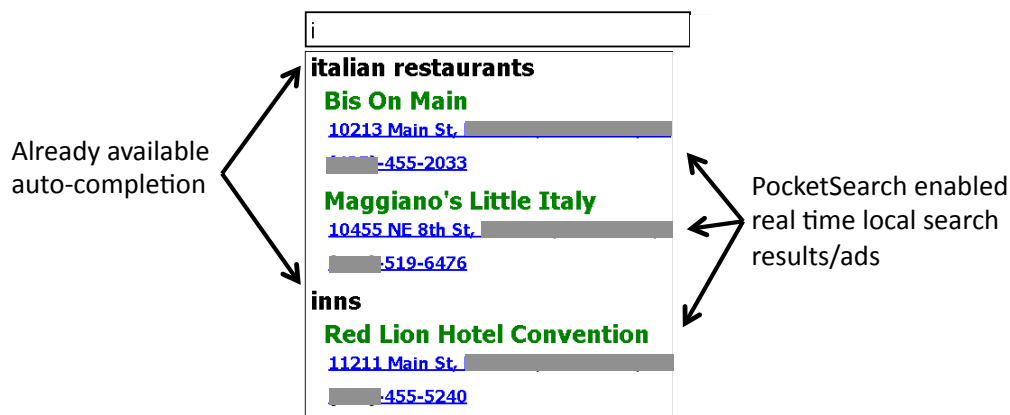 i
italian restaurants
Bis On Main
10213 Main St,
-455-2033
Maggiano's Little Italy
10455 NE 8th St,
-519-6476
inns
Red Lion Hotel Convention
11211 Main St,
-455-5240
Already available
auto-completion
PocketSearch enabled
real time local search
results/ads